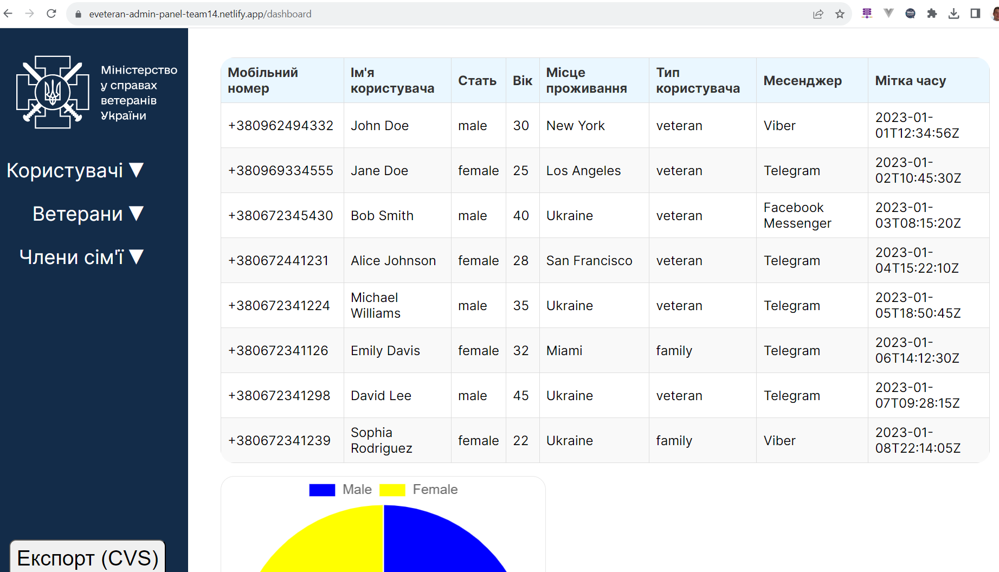 eveteran-admin-panel-team14.netlify.app/dashboard
Міністерство
у справах
ветеранів
України
Користувачі ▼
Ветерани ▼
Члени сім'ї ▼
Експорт (CVS)
Мобільний номер Ім'я користувача Стать Вік Місце проживання Тип користувача Месенджер Мітка часу
+380962494332 John Doe male 30 New York veteran Viber 2023-01-01T12:34:56Z
+380969334555 Jane Doe female 25 Los Angeles veteran Telegram 2023-01-02T10:45:30Z
+380672345430 Bob Smith male 40 Ukraine veteran Facebook Messenger 2023-01-03T08:15:20Z
+380672441231 Alice Johnson female 28 San Francisco veteran Telegram 2023-01-04T15:22:10Z
+380672341224 Michael Williams male 35 Ukraine veteran Telegram 2023-01-05T18:50:45Z
+380672341126 Emily Davis female 32 Miami family Telegram 2023-01-06T14:12:30Z
+380672341298 David Lee male 45 Ukraine veteran Telegram 2023-01-07T09:28:15Z
+380672341239 Sophia Rodriguez female 22 Ukraine family Viber 2023-01-08T22:14:05Z
Male Female